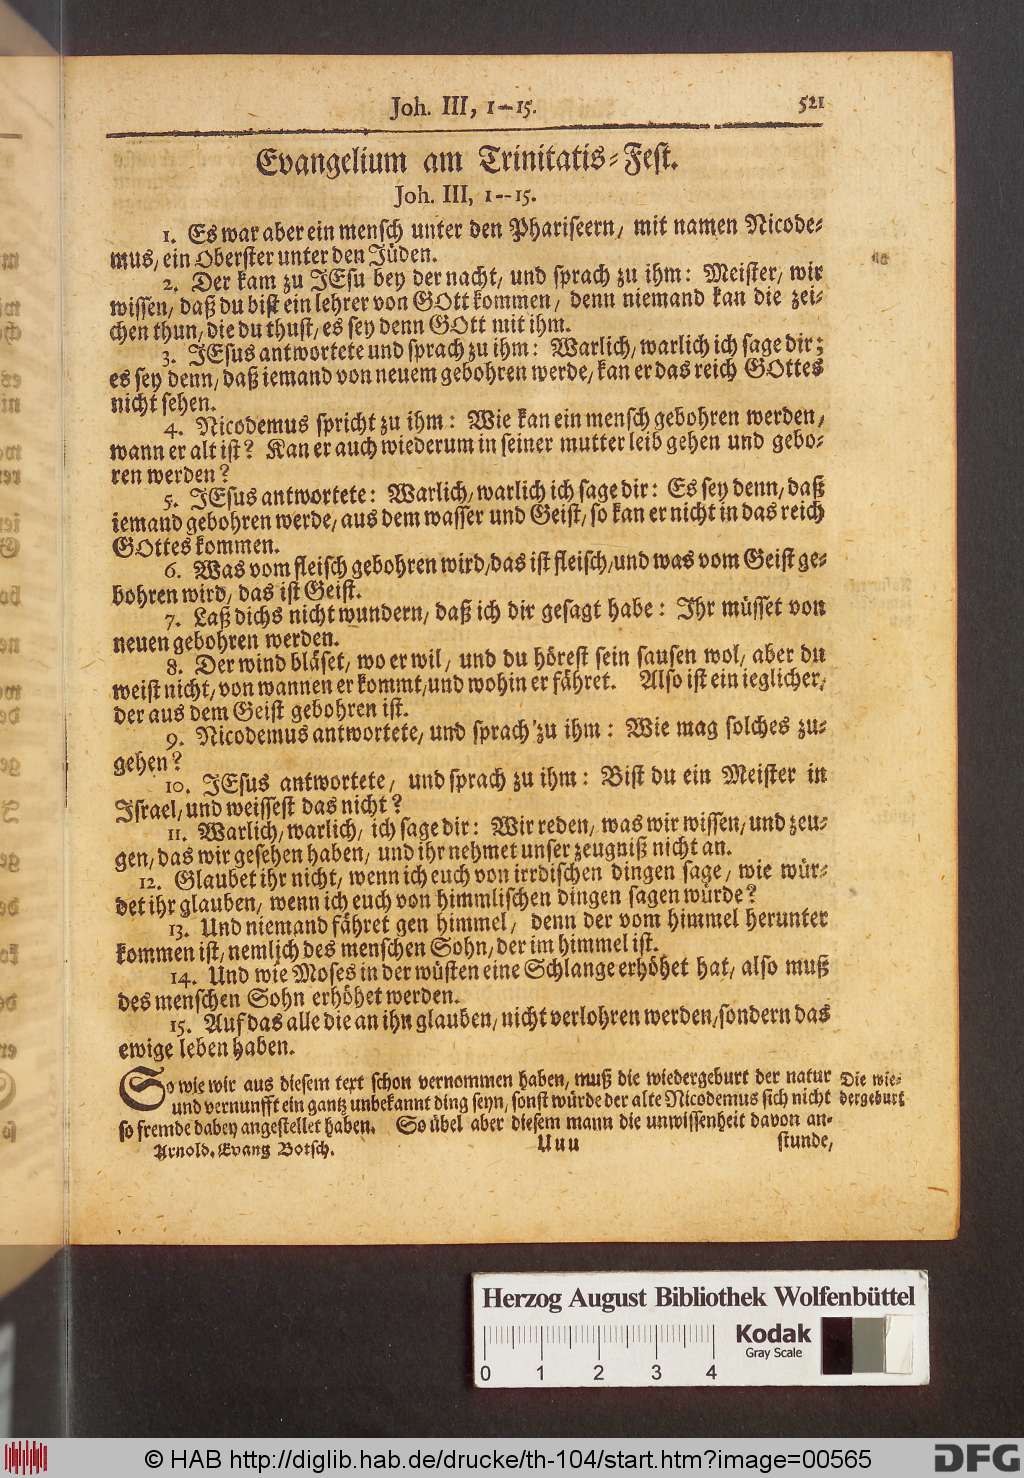 Joh. III, 1--15. 521
Evangelium am Trinitatis-Fest.
Joh. III, 1--15.
1. Es war aber ein mensch unter den Phariseern, mit namen Nicode-
mus, ein Oberster unter den Jüden.
2. Der kam zu JEsu bey der nacht, und sprach zu ihm: Meister, wir
wissen, daß du bist ein lehrer von GOtt kommen, denn niemand kan die zei-
chen thun, die du thust, es sey denn GOtt mit ihm.
3. JEsus antwortete und sprach zu ihm: Warlich, warlich ich sage dir;
es sey denn, daß iemand von neuem gebohren werde, kan er das reich GOttes
nicht sehen.
4. Nicodemus spricht zu ihm: Wie kan ein mensch gebohren werden,
wann er alt ist? Kan er auch wiederum in seiner mutter leib gehen und gebo-
ren werden?
5. JEsus antwortete: Warlich, warlich ich sage dir: Es sey denn, daß
iemand gebohren werde, aus dem wasser und Geist, so kan er nicht in das reich
GOttes kommen.
6. Was vom fleisch gebohren wird, das ist fleisch, und was vom Geist ge-
bohren wird, das ist Geist.
7. Laß dichs nicht wundern, daß ich dir gesagt habe: Ihr müsset von
neuen gebohren werden.
8. Der wind bläset, wo er wil, und du hörest sein sausen wol, aber du
weist nicht, von wannen er kommt, und wohin er fähret. Also ist ein ieglicher,
der aus dem Geist gebohren ist.
9. Nicodemus antwortete, und sprach zu ihm: Wie mag solches zu-
gehen?
10. JEsus antwortete, und sprach zu ihm: Bist du ein Meister in
Israel, und weissest das nicht?
11. Warlich, warlich, ich sage dir: Wir reden, was wir wissen, und zeu-
gen, das wir gesehen haben, und ihr nehmet unser zeugniß nicht an.
12. Glaubet ihr nicht, wenn ich euch von irrdischen dingen sage, wie wür-
det ihr glauben, wenn ich euch von himmlischen dingen sagen würde?
13. Und niemand fähret gen himmel, denn der vom himmel herunter
kommen ist, nemlich des menschen Sohn, der im himmel ist.
14. Und wie Moses in der wüsten eine Schlange erhöhet hat, also muß
des menschen Sohn erhöhet werden.
15. Auf das alle die an ihn glauben, nicht verlohren werden, sondern das
ewige leben haben.
So wie wir aus diesem text schon vernommen haben, muß die wiedergeburt der natur Die wie-
und vernunfft ein gantz unbekannt ding seyn, sonst würde der alte Nicodemus sich nicht dergeburt
so fremde dabey angestellet haben. So übel aber diesem mann die unwissenheit davon an-
Arnold. Evang Botsch. Uuu stunde,
Herzog August Bibliothek Wolfenbüttel
0 1 2 3 4
Kodak
Gray Scale
© HAB http://diglib.hab.de/drucke/th-104/start.htm?image=00565
DFG